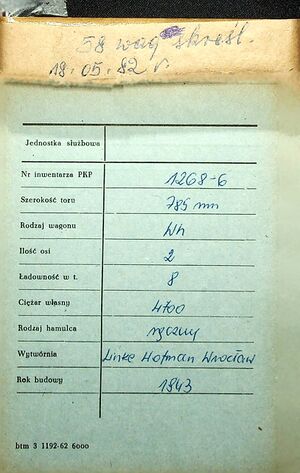 58 wag skreśl.
18.05.82 r.
Jednostka służbowa
Nr inwentarza PKP 1268-6
Szerokość toru 785 mm
Rodzaj wagonu Wh
Ilość osi 2
Ładowność w t. 8
Ciężar własny 4700
Rodzaj hamulca ręczny
Wytwórnia Linke Hofman Wrocław
Rok budowy 1943
btm 3 1192-62 6000